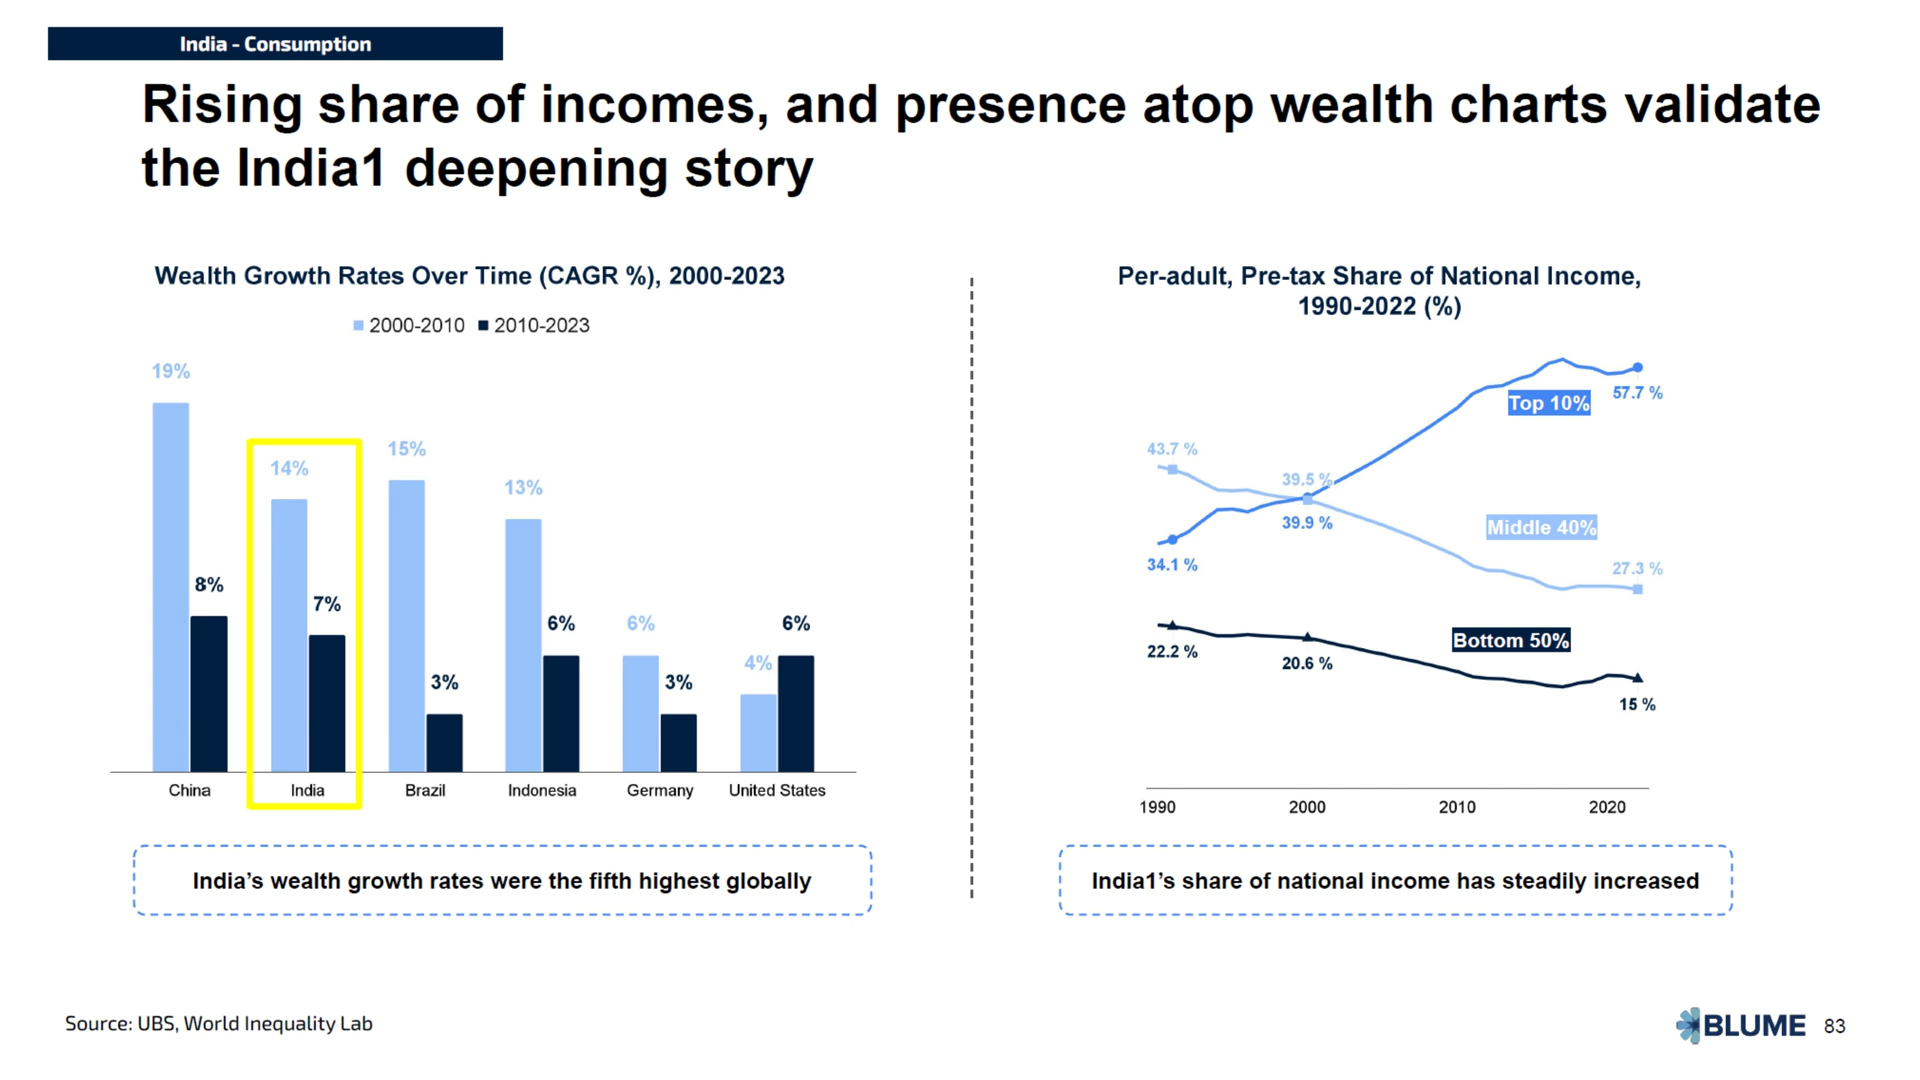 India - Consumption
Rising share of incomes, and presence atop wealth charts validate
the India1 deepening story
Wealth Growth Rates Over Time (CAGR %), 2000-2023
2000-2010 2010-2023
19%
8%
14%
7%
15%
3%
13%
6%
6%
3%
4%
6%
China India Brazil Indonesia Germany United States
India's wealth growth rates were the fifth highest globally
Per-adult, Pre-tax Share of National Income,
1990-2022 (%)
57.7 %
Top 10%
43.7 %
39.5 %
39.9 %
34.1 %
Middle 40%
27.3 %
Bottom 50%
22.2 %
20.6 %
15 %
1990 2000 2010 2020
India1's share of national income has steadily increased
Source: UBS, World Inequality Lab
BLUME 83